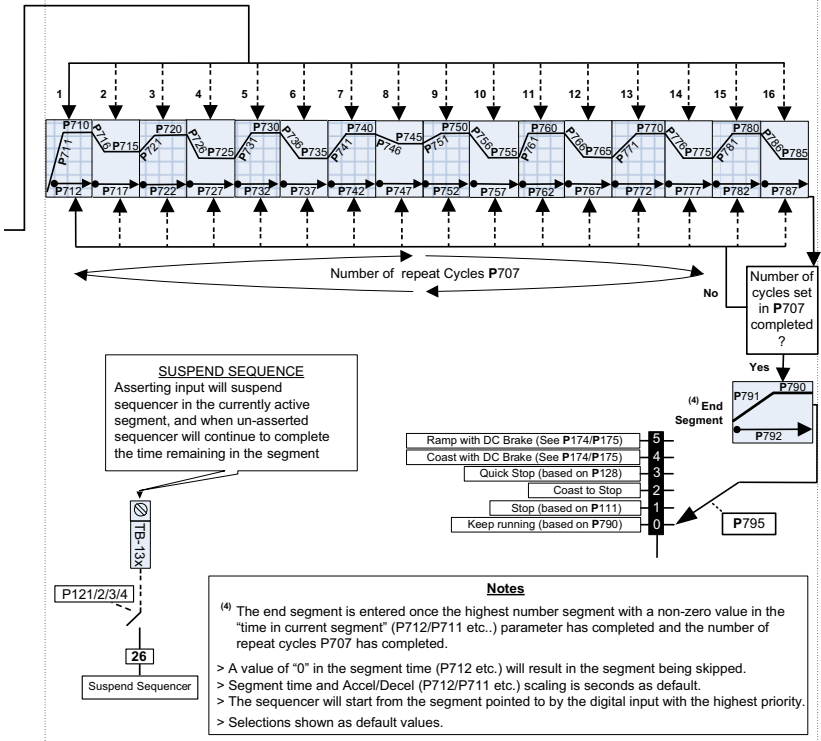 1 2 3 4 5 6 7 8 9 10 11 12 13 14 15 16
P710 P715 P720 P725 P730 P735 P740 P745 P750 P755 P760 P765 P770 P775 P780 P785
P711 P716 P721 P726 P731 P736 P741 P746 P751 P756 P761 P766 P771 P776 P781 P786
P712 P717 P722 P727 P732 P737 P742 P747 P752 P757 P762 P767 P772 P777 P782 P787
Number of repeat Cycles P707
No
Number of
cycles set
in P707
completed
?
Yes
(4) End
Segment
P791
P790
P792
SUSPEND SEQUENCE
Asserting input will suspend
sequencer in the currently active
segment, and when un-asserted
sequencer will continue to complete
the time remaining in the segment
TB-13x
P121/2/3/4
26
Suspend Sequencer
Ramp with DC Brake (See P174/P175) 5
Coast with DC Brake (See P174/P175) 4
Quick Stop (based on P128) 3
Coast to Stop 2
Stop (based on P111) 1
Keep running (based on P790) 0
P795
Notes
(4) The end segment is entered once the highest number segment with a non-zero value in the
“time in current segment” (P712/P711 etc..) parameter has completed and the number of
repeat cycles P707 has completed.
> A value of “0” in the segment time (P712 etc.) will result in the segment being skipped.
> Segment time and Accel/Decel (P712/P711 etc.) scaling is seconds as default.
> The sequencer will start from the segment pointed to by the digital input with the highest priority.
> Selections shown as default values.